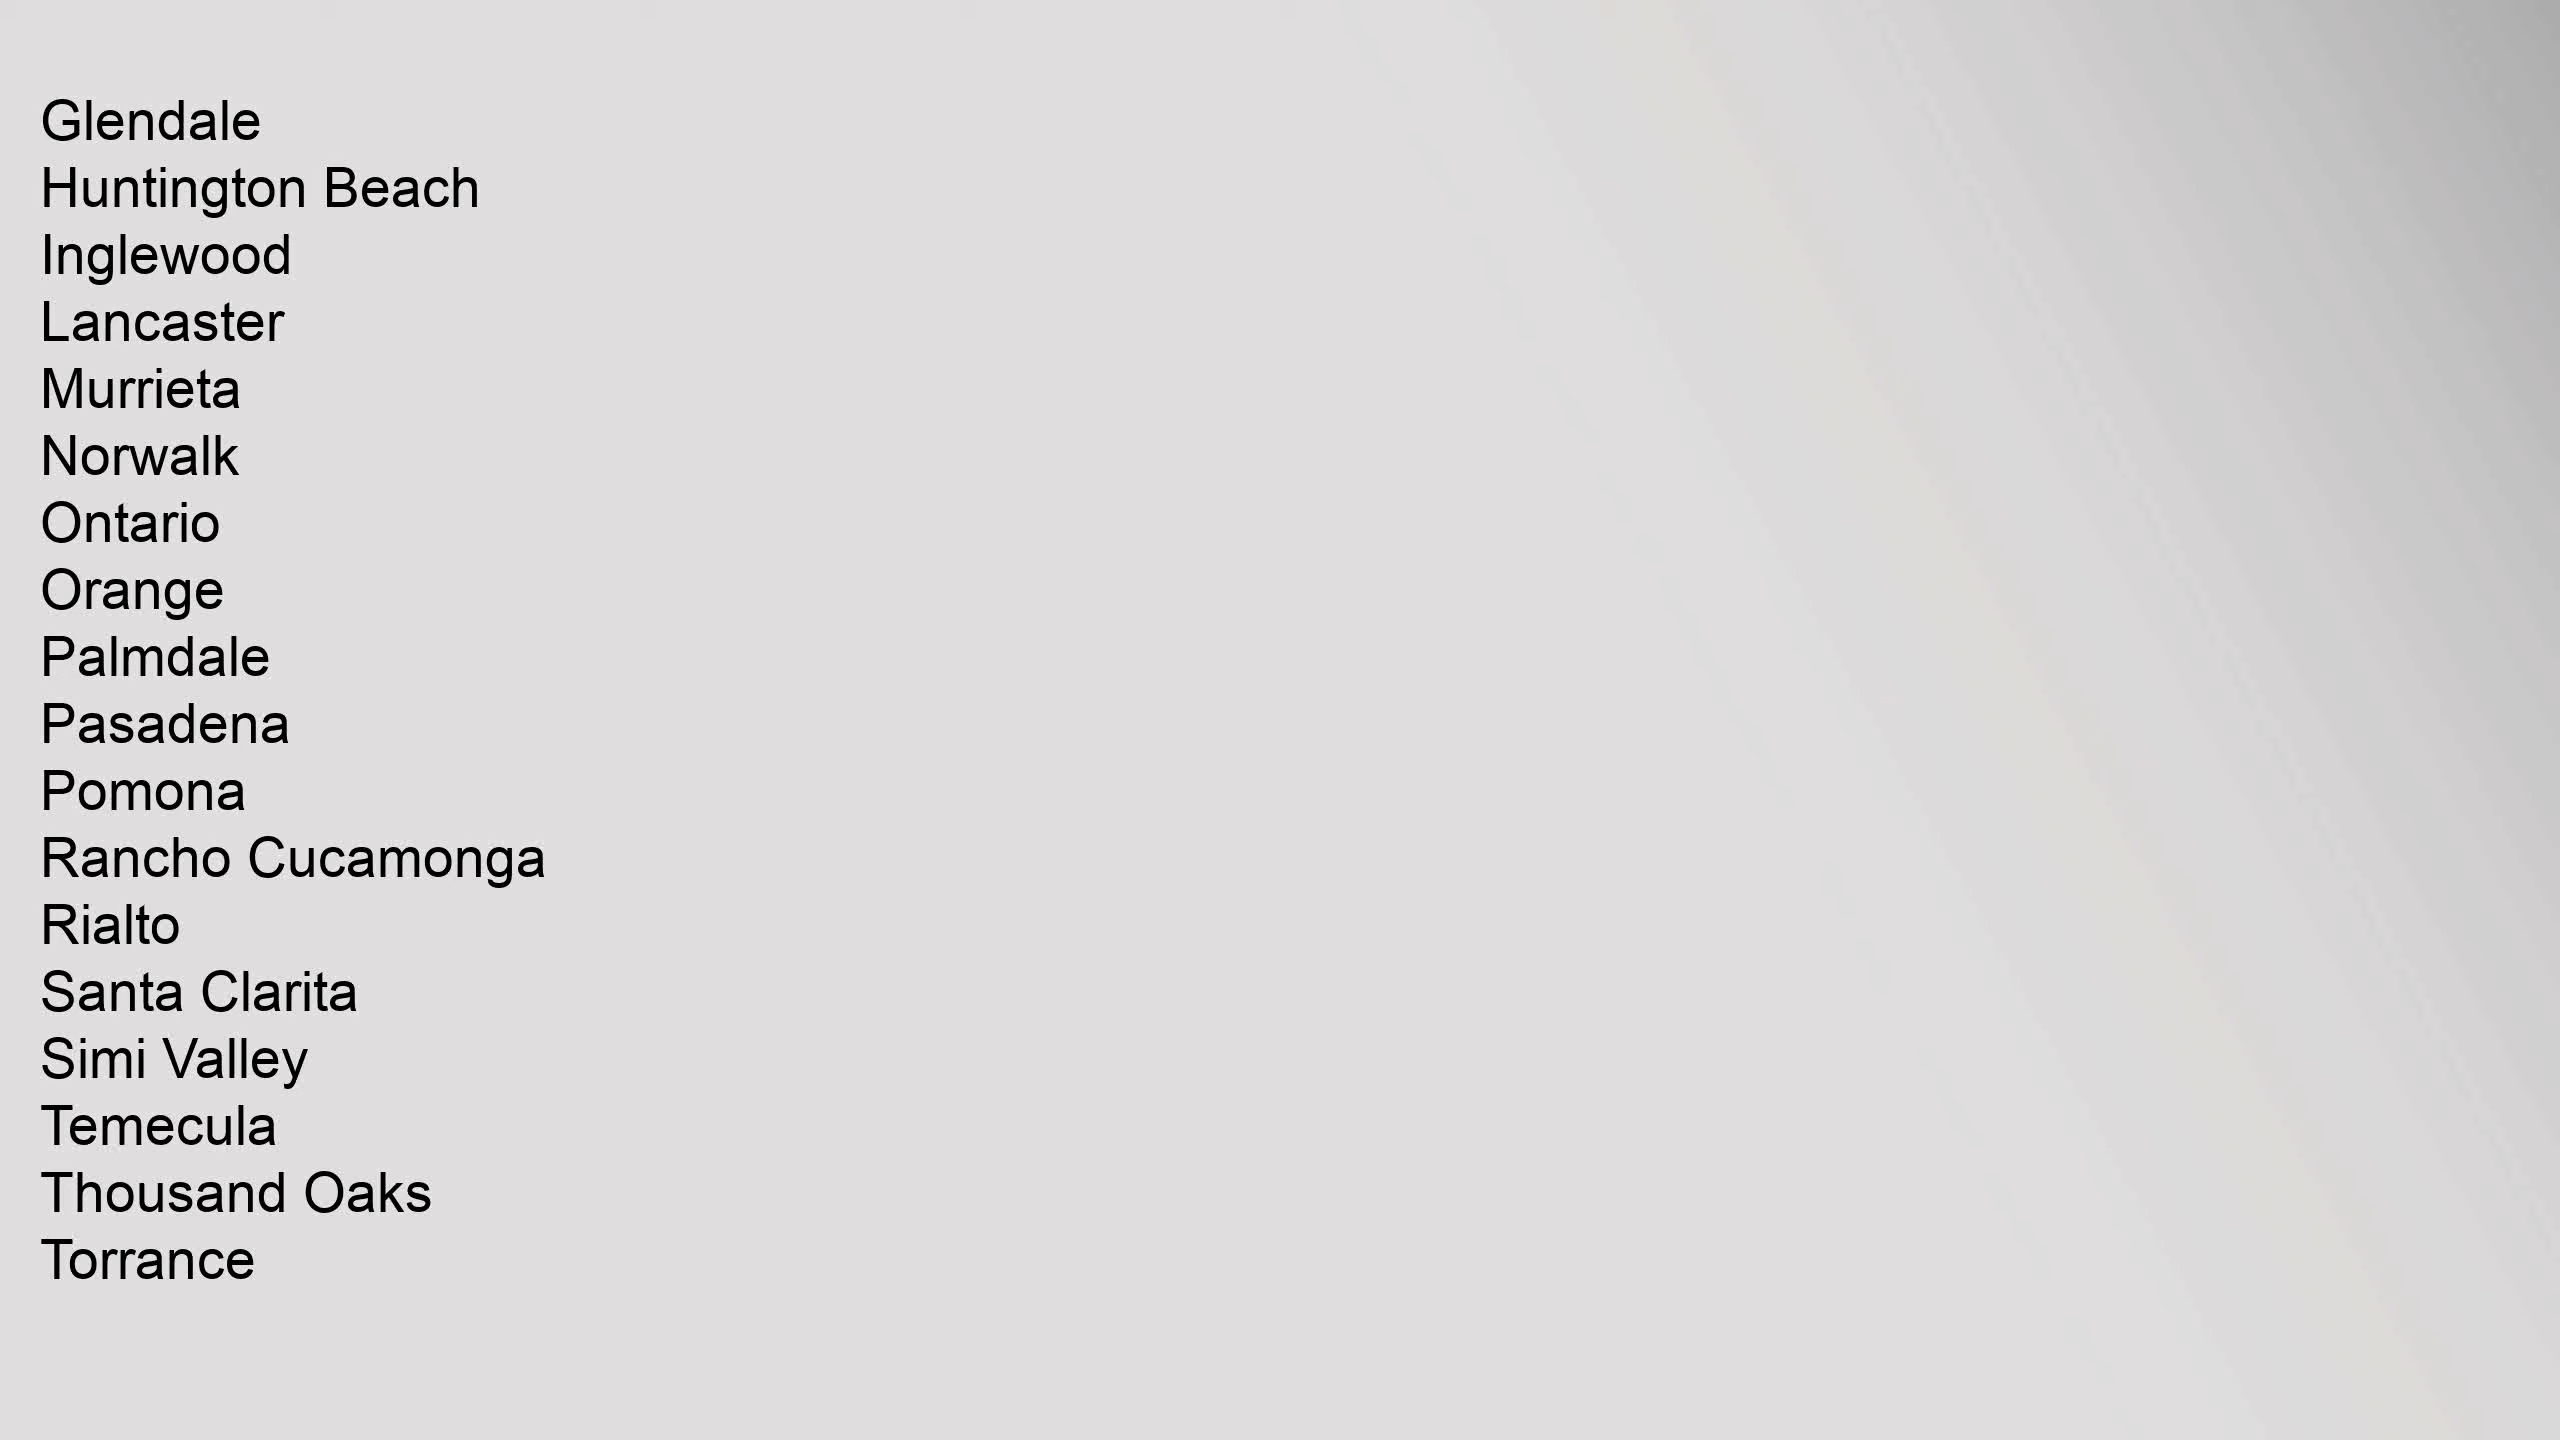 Glendale
Huntington Beach
Inglewood
Lancaster
Murrieta
Norwalk
Ontario
Orange
Palmdale
Pasadena
Pomona
Rancho Cucamonga
Rialto
Santa Clarita
Simi Valley
Temecula
Thousand Oaks
Torrance